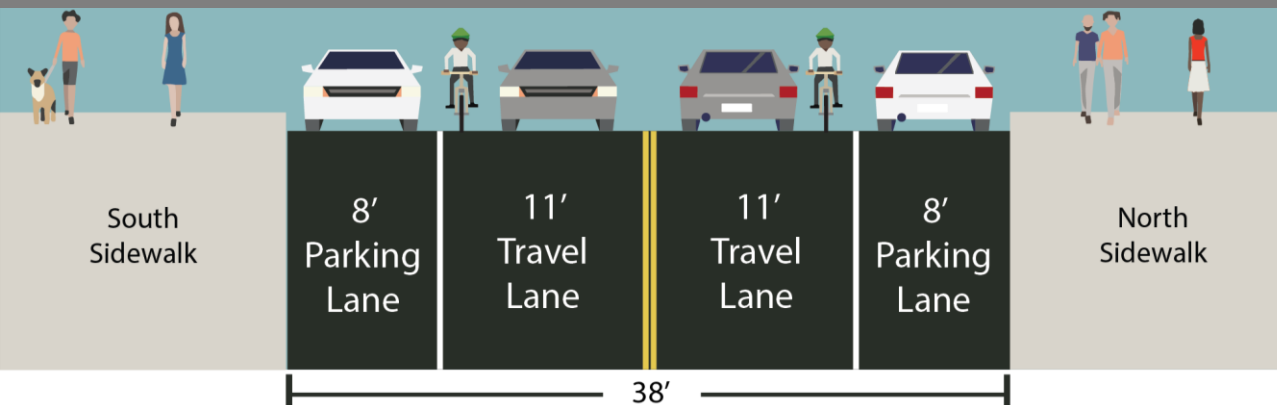 South
Sidewalk
8’
Parking
Lane
11’
Travel
Lane
11’
Travel
Lane
8’
Parking
Lane
North
Sidewalk
38’